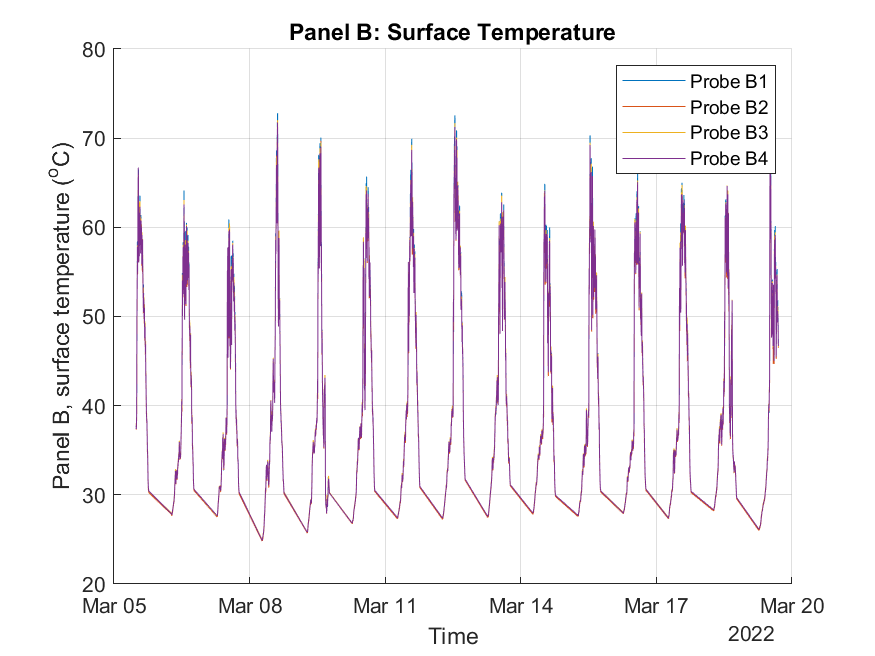 Panel B: Surface Temperature
Panel B, surface temperature (°C)
80
70
60
50
40
30
20
Probe B1
Probe B2
Probe B3
Probe B4
Mar 05
Mar 08
Mar 11
Mar 14
Mar 17
Mar 20
Time
2022